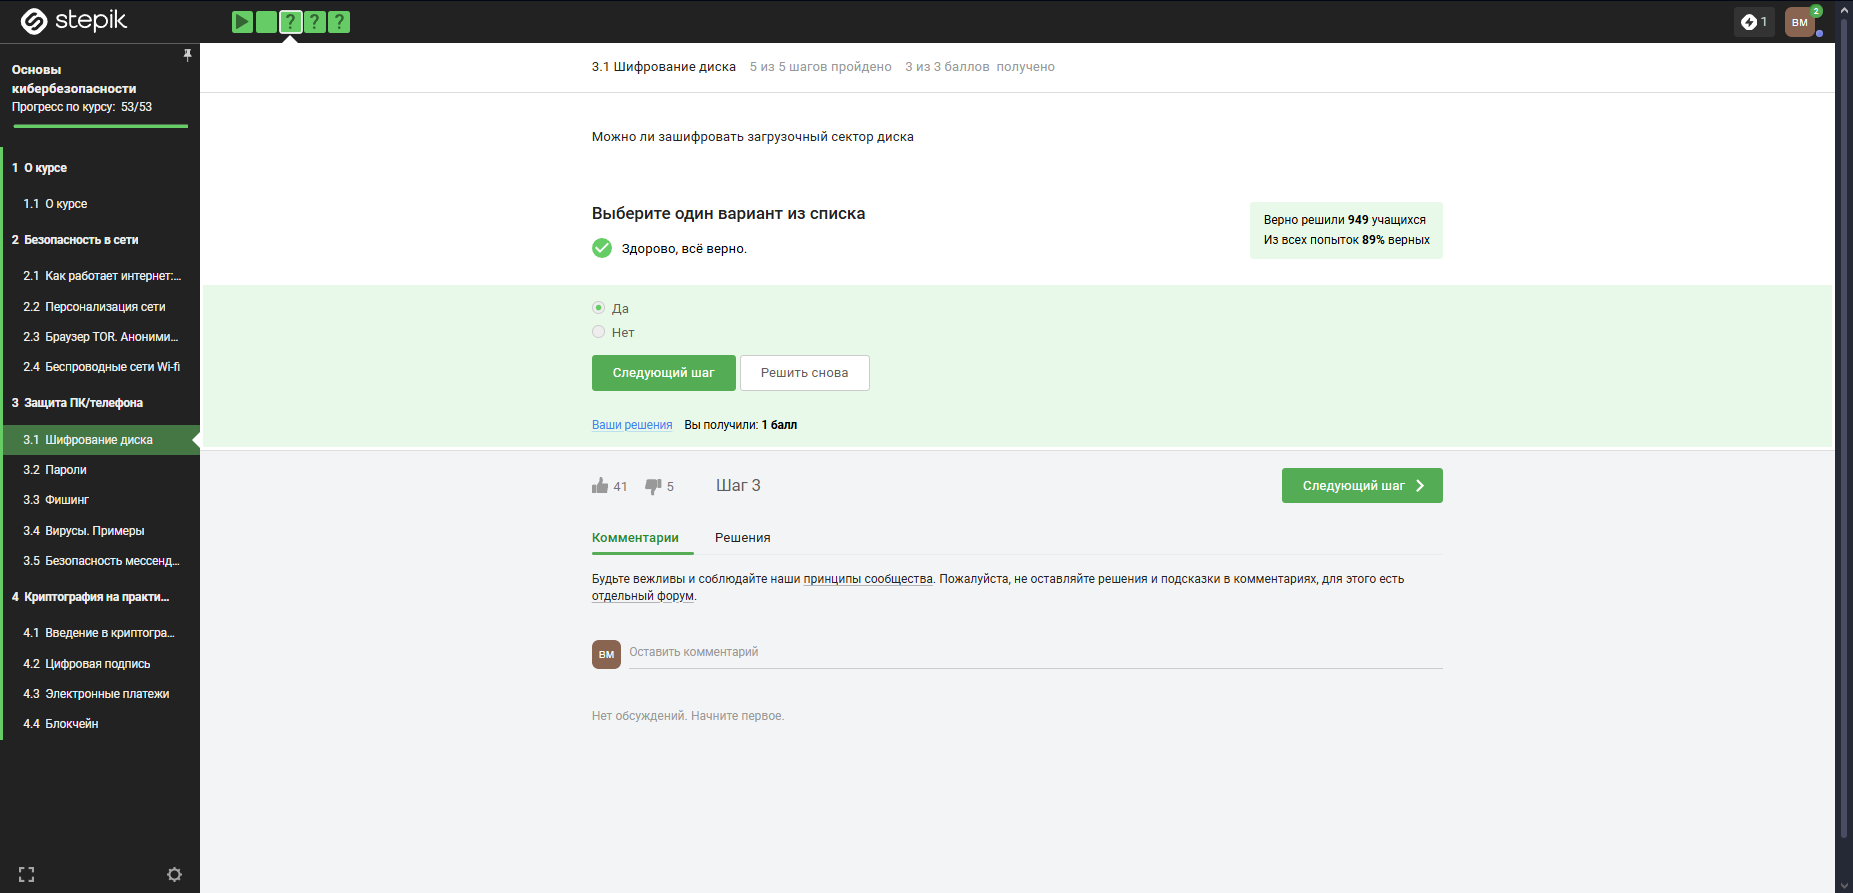 stepik
?
?
?
1
ВМ
2
Основы
кибербезопасности
Прогресс по курсу: 53/53
1 О курсе
1.1 О курсе
2 Безопасность в сети
2.1 Как работает интернет:...
2.2 Персонализация сети
2.3 Браузер TOR. Аноними...
2.4 Беспроводные сети Wi-fi
3 Защита ПК/телефона
3.1 Шифрование диска
3.2 Пароли
3.3 Фишинг
3.4 Вирусы. Примеры
3.5 Безопасность мессенд...
4 Криптография на практи...
4.1 Введение в криптогра...
4.2 Цифровая подпись
4.3 Электронные платежи
4.4 Блокчейн
3.1 Шифрование диска 5 из 5 шагов пройдено 3 из 3 баллов получено
Можно ли зашифровать загрузочный сектор диска
Выберите один вариант из списка
Здорово, всё верно.
Верно решили 949 учащихся
Из всех попыток 89% верных
Да
Нет
Следующий шаг
Решить снова
Ваши решения Вы получили: 1 балл
41 5 Шаг 3
Следующий шаг
Комментарии Решения
Будьте вежливы и соблюдайте наши принципы сообщества. Пожалуйста, не оставляйте решения и подсказки в комментариях, для этого есть
отдельный форум.
ВМ
Оставить комментарий
Нет обсуждений. Начните первое.